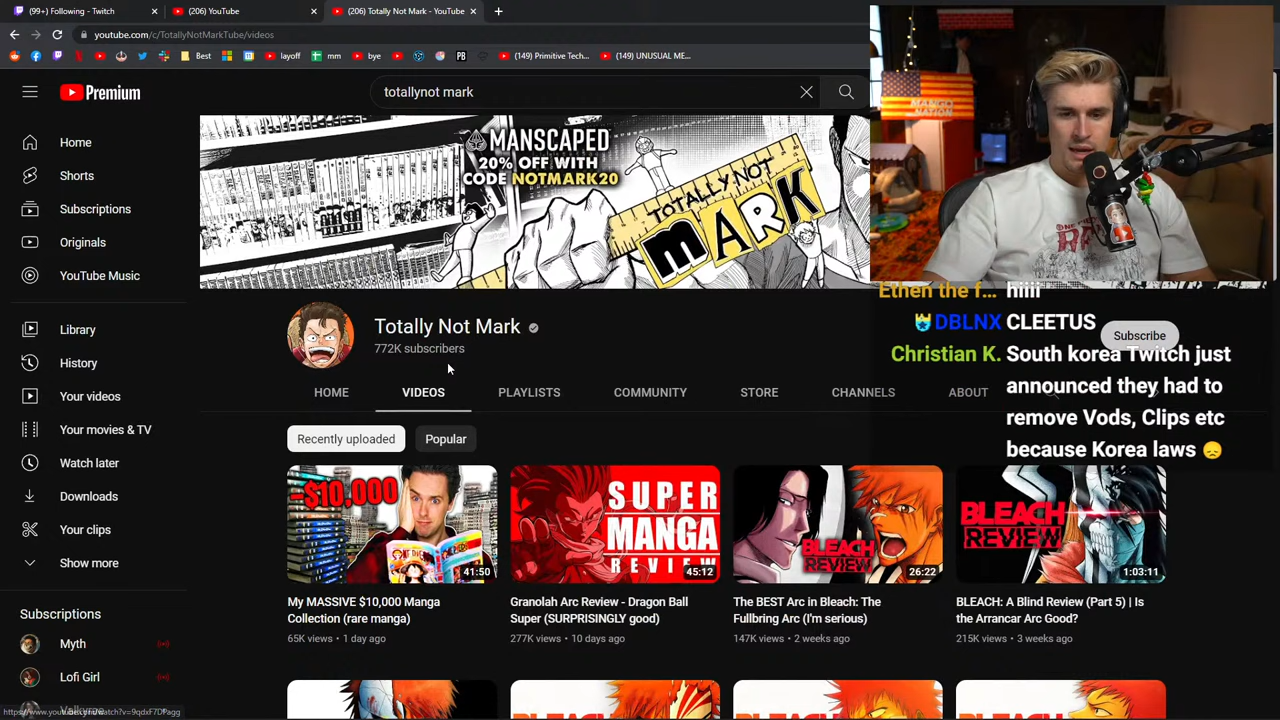 (99+) Following - Twitch
(206) YouTube
(206) Totally Not Mark - YouTube
youtube.com/c/TotallyNotMarkTube/videos
Best
layoff
mm
bye
PB
(149) Primitive Tech...
(149) UNUSUAL ME...
Premium
totallynot mark
MANSCAPED
20% OFF WITH
CODE NOTMARK20
TOTALLY NOT
MARK
MANGO
NATION
Home
Shorts
Subscriptions
Originals
YouTube Music
Library
History
Your videos
Your movies & TV
Watch later
Downloads
Your clips
Show more
Subscriptions
Myth
Lofi Girl
Totally Not Mark
772K subscribers
Subscribe
HOME
VIDEOS
PLAYLISTS
COMMUNITY
STORE
CHANNELS
ABOUT
Ethen the f... hiiii
DBLNX CLEETUS
Christian K. South korea Twitch just
announced they had to
remove Vods, Clips etc
because Korea laws 😞
Recently uploaded
Popular
-$10,000
41:50
My MASSIVE $10,000 Manga
Collection (rare manga)
65K views • 1 day ago
SUPER
MANGA
REVIEW
45:12
Granolah Arc Review - Dragon Ball
Super (SURPRISINGLY good)
277K views • 10 days ago
BLEACH
REVIEW
26:22
The BEST Arc in Bleach: The
Fullbring Arc (I'm serious)
147K views • 2 weeks ago
BLEACH
REVIEW
1:03:11
BLEACH: A Blind Review (Part 5) | Is
the Arrancar Arc Good?
215K views • 3 weeks ago